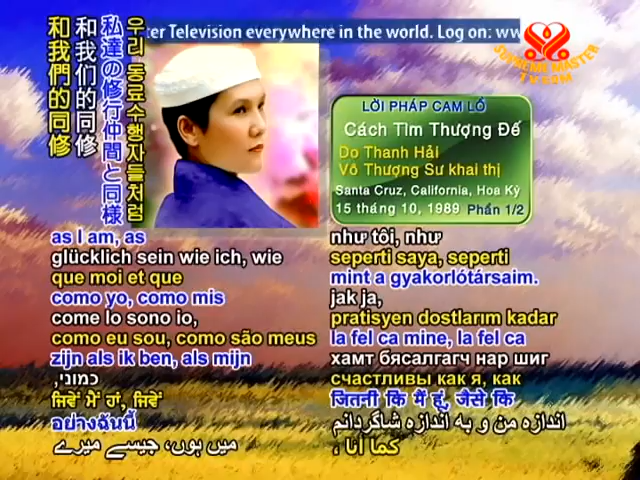 ter Television everywhere in the world. Log on: ww
SUPREME MASTER
TV.COM
和我們的同修
和我们的同修
私達の修行仲間と同様
우리 동료수행자들처럼
LỜI PHÁP CAM LỒ
Cách Tìm Thượng Đế
Do Thanh Hải
Vô Thượng Sư khai thị
Santa Cruz, California, Hoa Kỳ
15 tháng 10, 1989 Phần 1/2
as I am, as
glücklich sein wie ich, wie
que moi et que
como yo, como mis
come lo sono io,
como eu sou, como são meus
zijn als ik ben, als mijn
כמוני,
ਜਿਵੇਂ ਮੈਂ ਹਾਂ, ਜਿਵੇਂ
อย่างฉันนี้
میں ہوں، جیسے میرے
như tôi, như
seperti saya, seperti
mint a gyakorlótársaim.
jak ja,
pratisyen dostlarım kadar
la fel ca mine, la fel ca
хамт бясалгагч нар шиг
счастливы как я, как
जितनी कि मैं हूं, जैसे कि
اندازه من و به اندازه شاگردانم
كما أنا ،